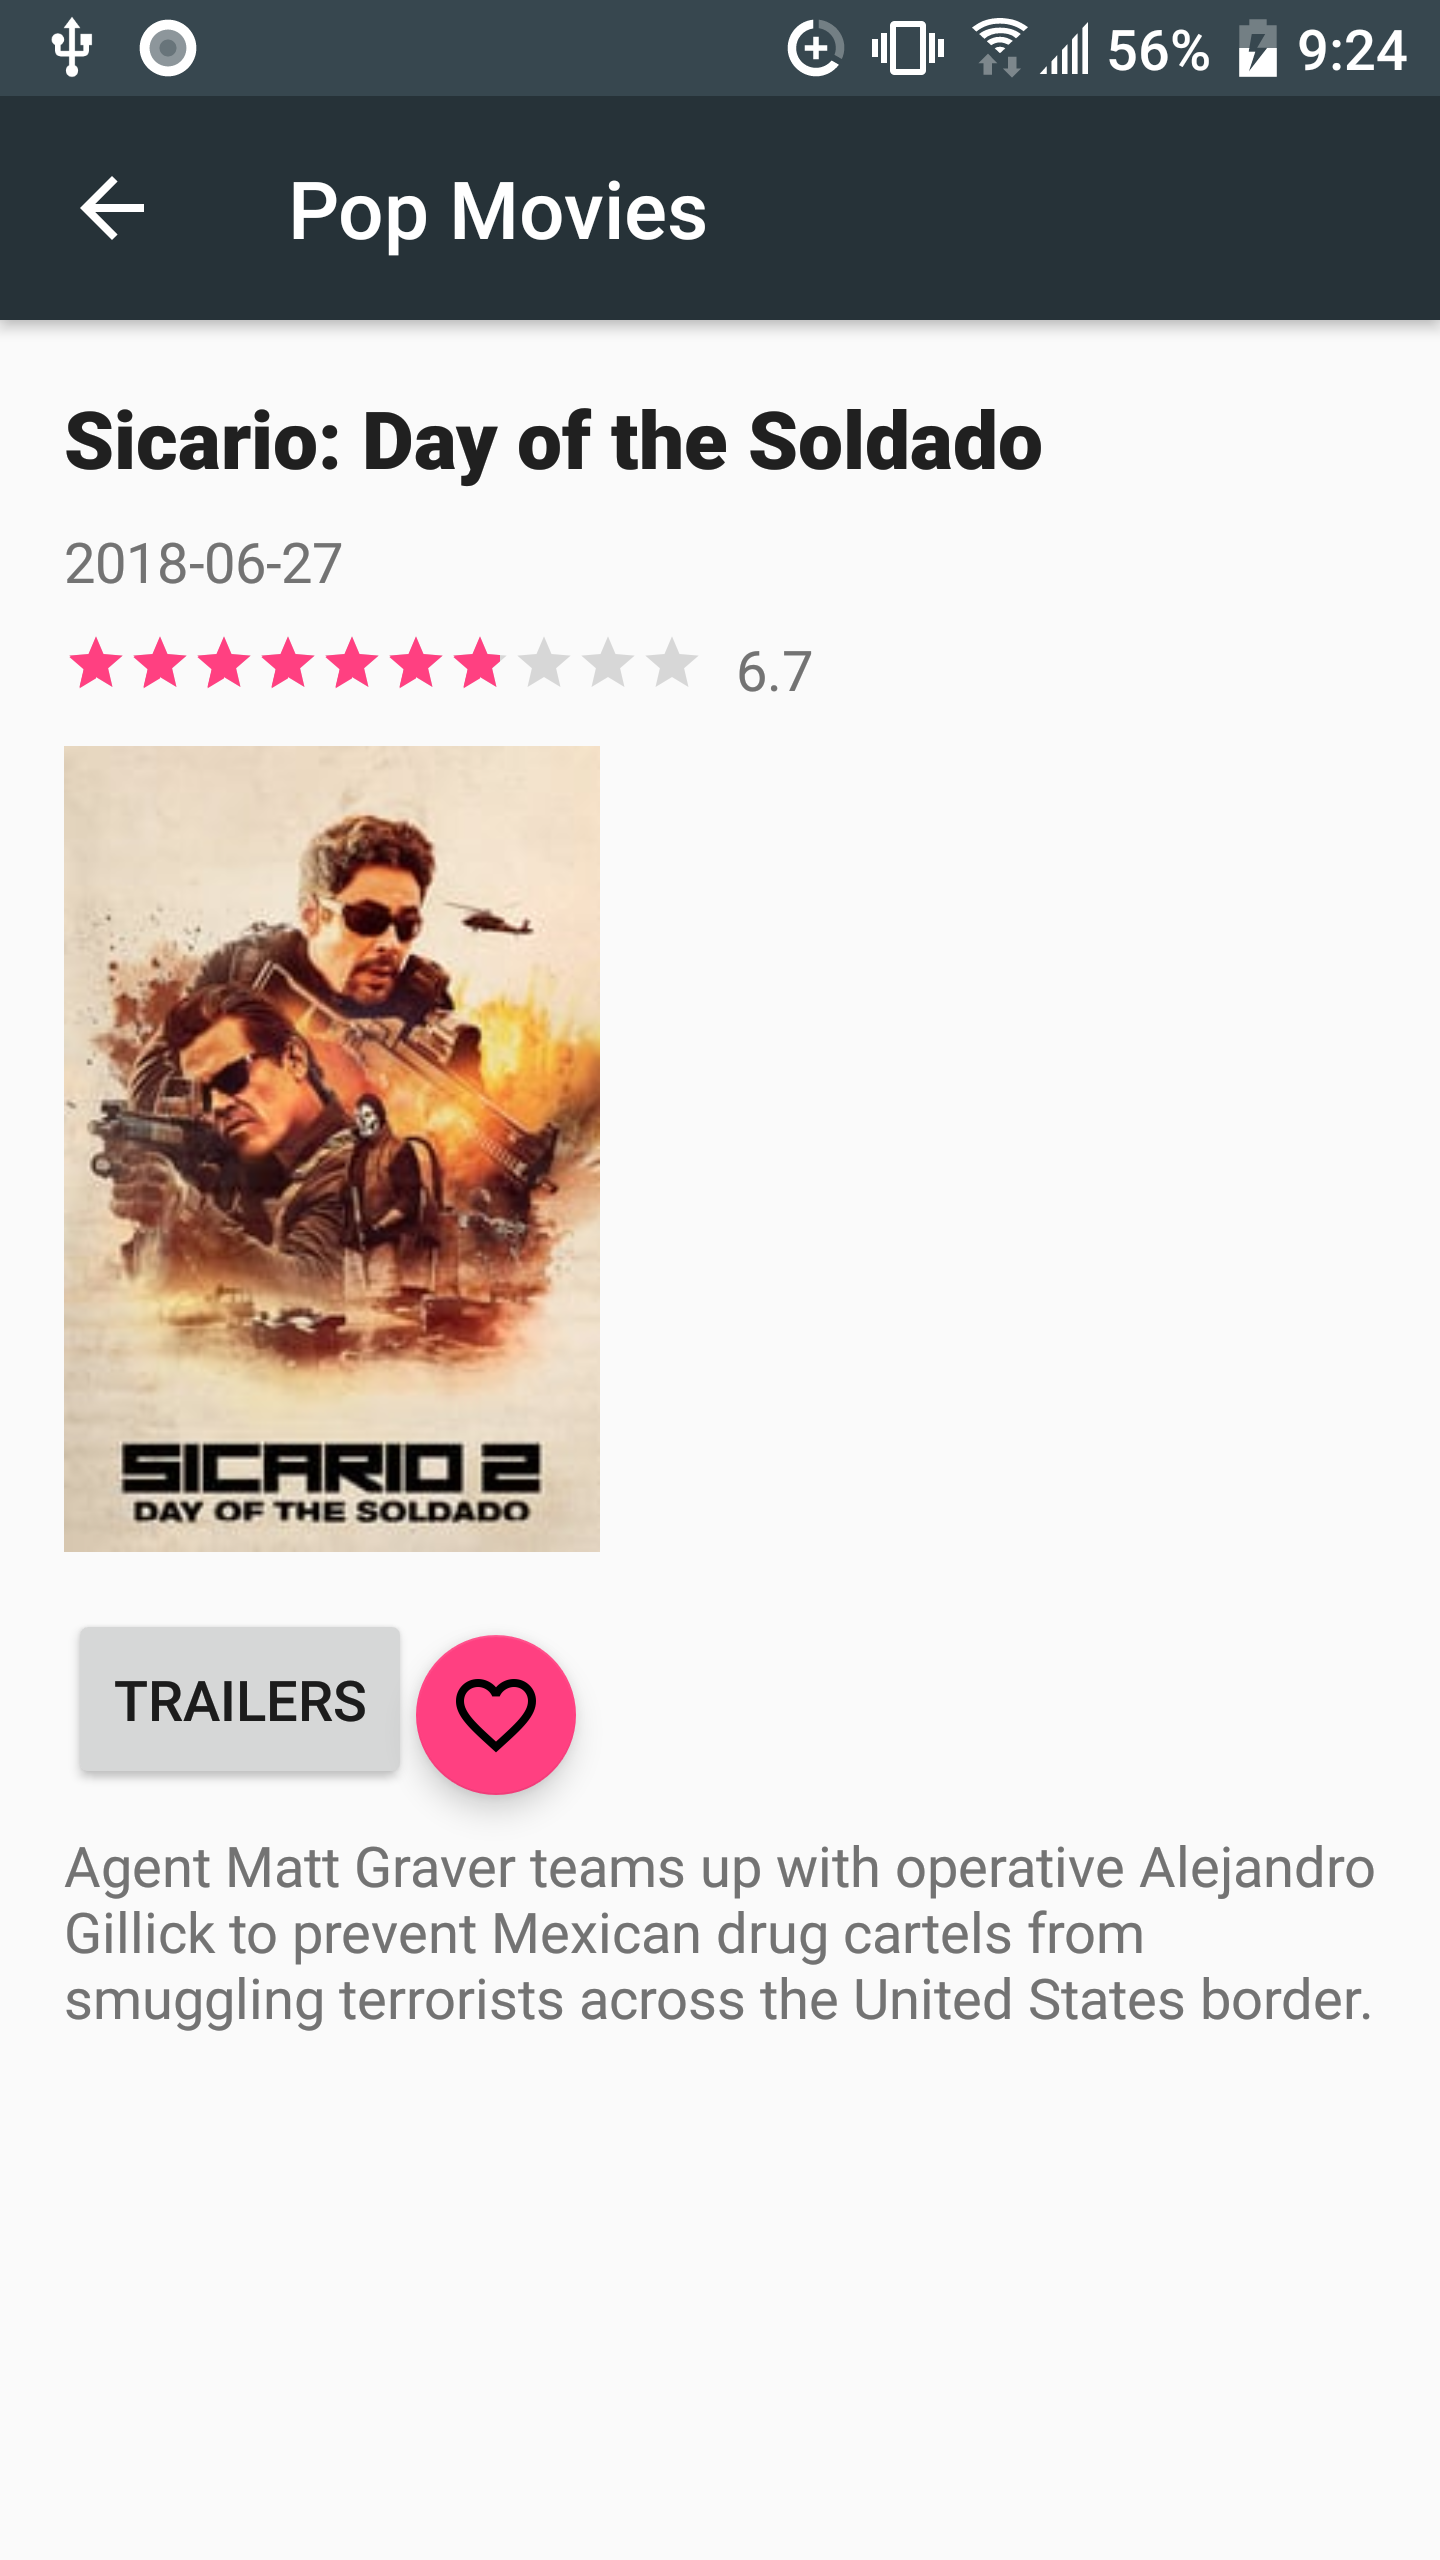 56% 9:24
Pop Movies
Sicario: Day of the Soldado
2018-06-27
6.7
SICARIO 2
DAY OF THE SOLDADO
TRAILERS
Agent Matt Graver teams up with operative Alejandro
Gillick to prevent Mexican drug cartels from
smuggling terrorists across the United States border.